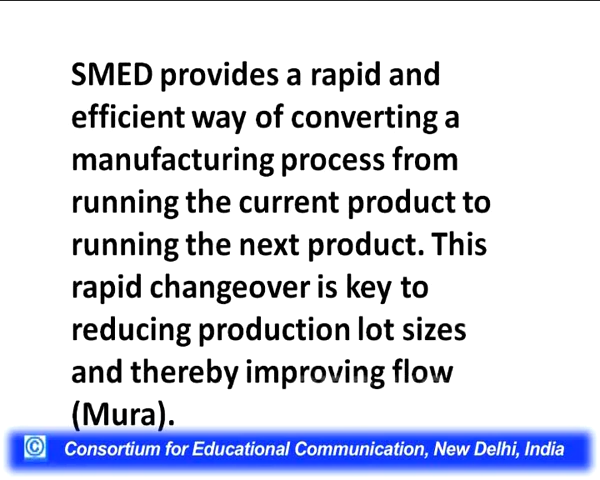 SMED provides a rapid and
efficient way of converting a
manufacturing process from
running the current product to
running the next product. This
rapid changeover is key to
reducing production lot sizes
and thereby improving flow
(Mura).
© Consortium for Educational Communication, New Delhi, India